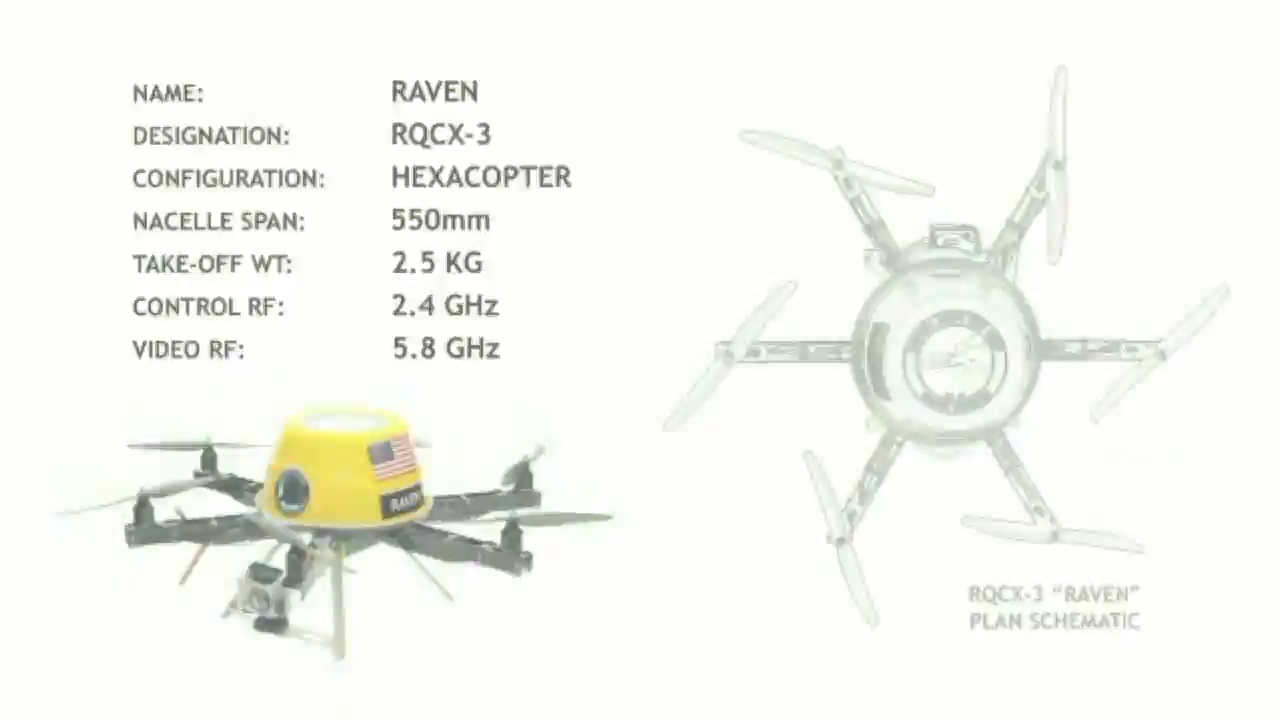 NAME: RAVEN
DESIGNATION: RQCX-3
CONFIGURATION: HEXACOPTER
NACELLE SPAN: 550mm
TAKE-OFF WT: 2.5 KG
CONTROL RF: 2.4 GHz
VIDEO RF: 5.8 GHz
RAVEN
RQCX-3 “RAVEN”
PLAN SCHEMATIC